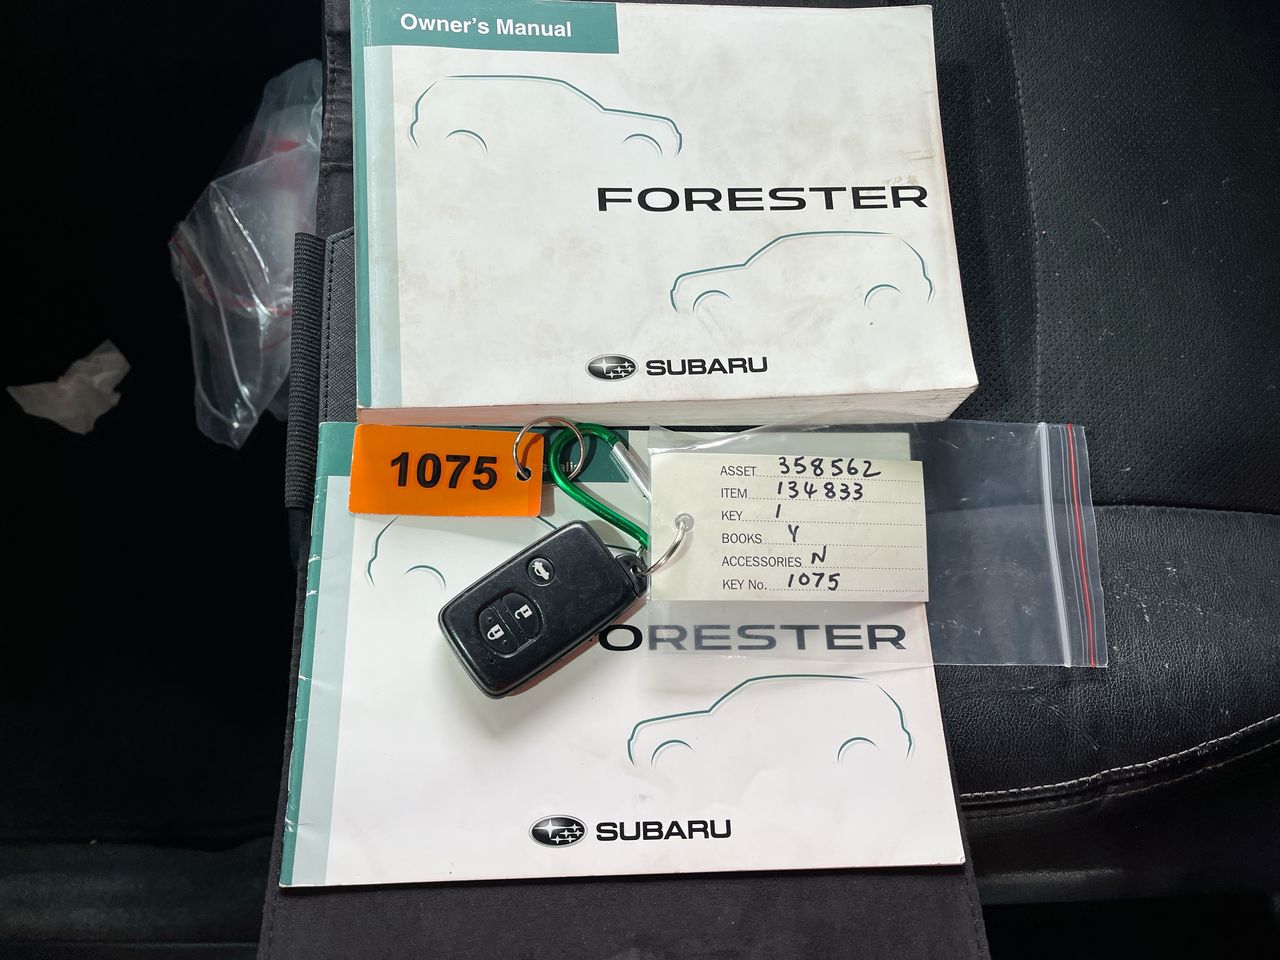 Owner's Manual
FORESTER
SUBARU
1075
ASSET 358562
ITEM 134833
KEY 1
BOOKS Y
ACCESSORIES N
KEY No. 1075
ORESTER
SUBARU